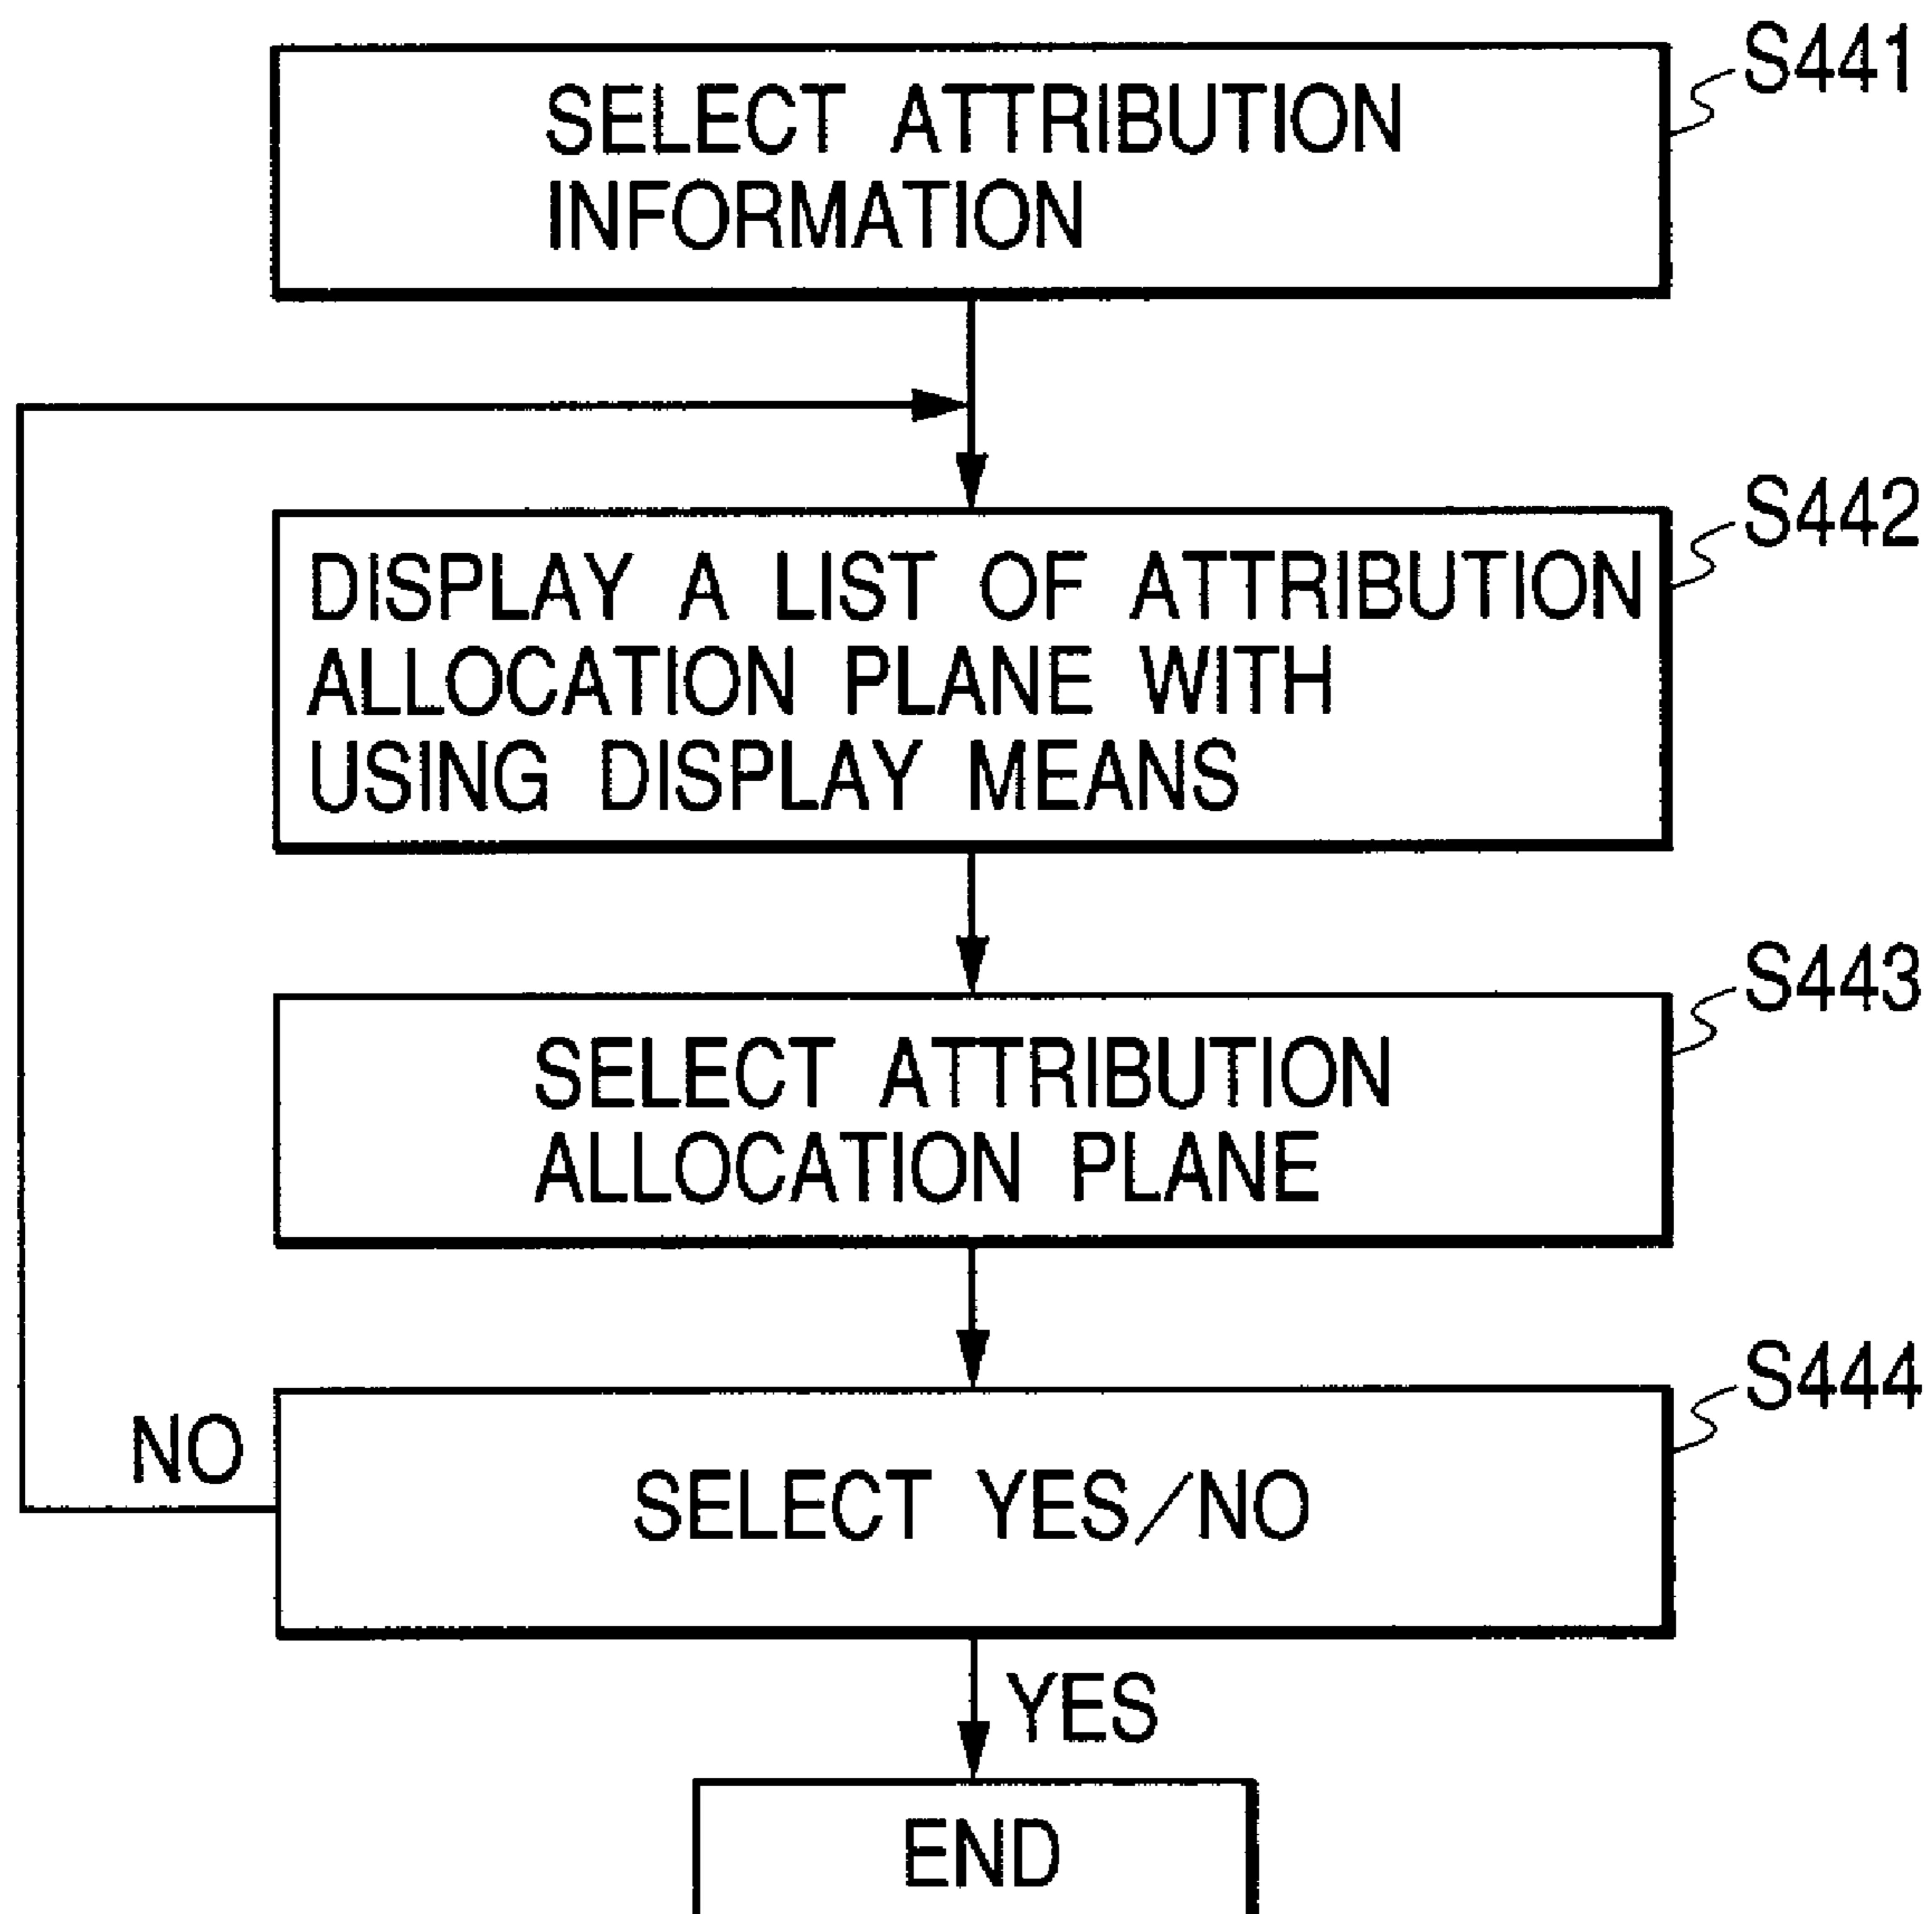 S441
SELECT ATTRIBUTION
INFORMATION
S442
DISPLAY A LIST OF ATTRIBUTION
ALLOCATION PLANE WITH
USING DISPLAY MEANS
S443
SELECT ATTRIBUTION
ALLOCATION PLANE
S444
NO
SELECT YES/NO
YES
END